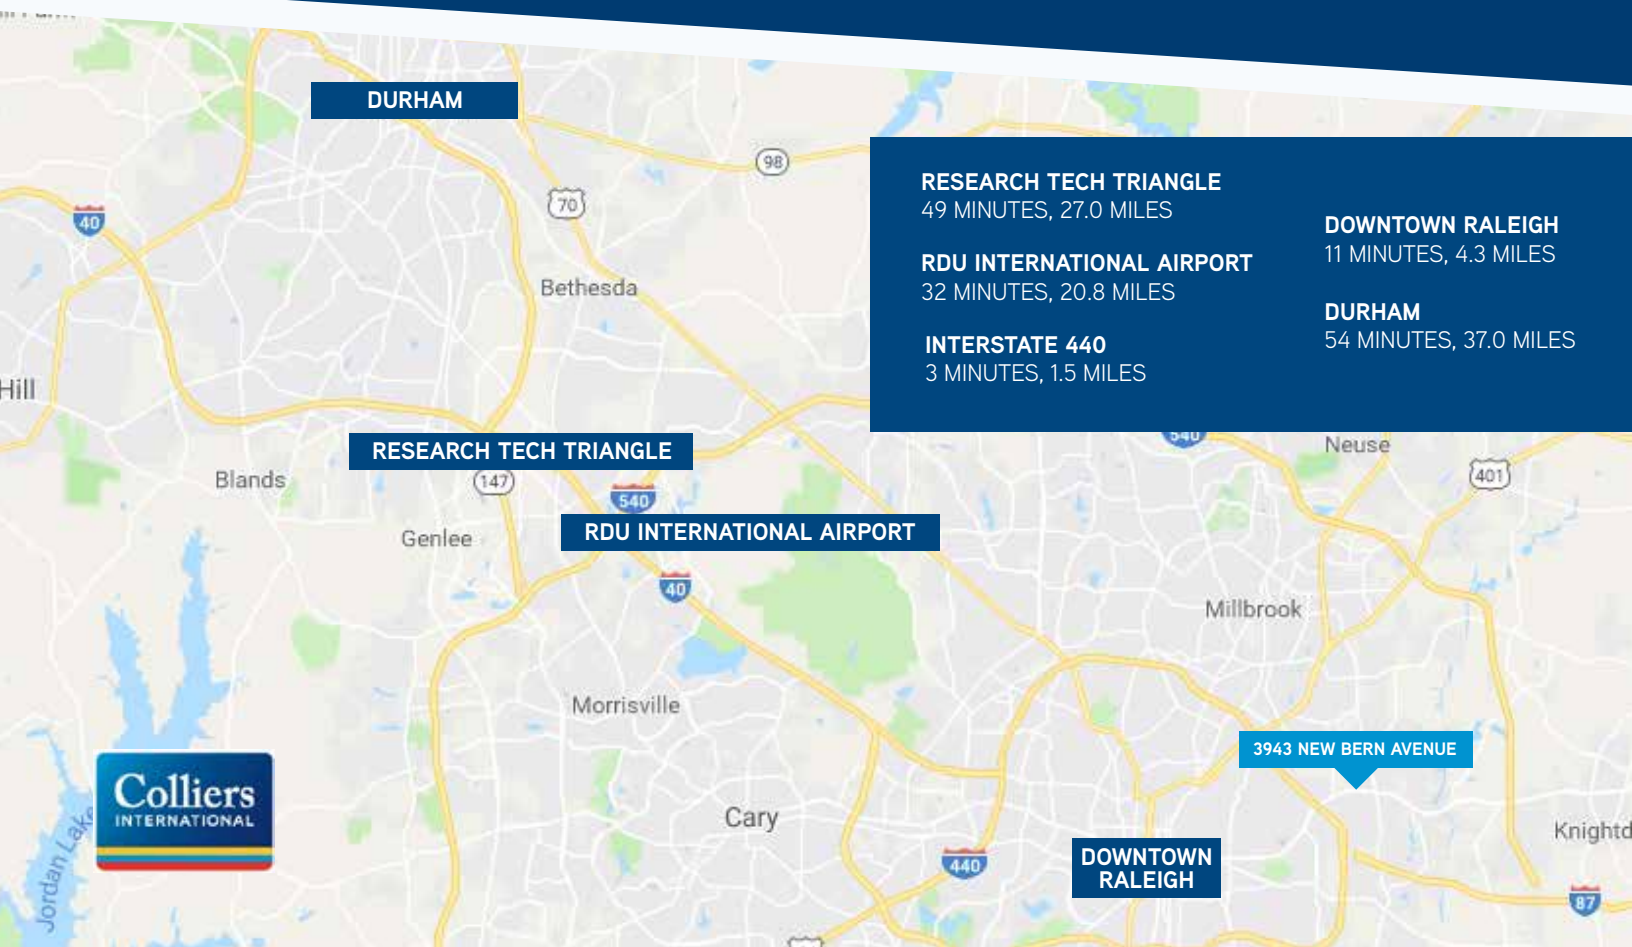 DURHAM
98
70
40
Bethesda
RESEARCH TECH TRIANGLE
49 MINUTES, 27.0 MILES
RDU INTERNATIONAL AIRPORT
32 MINUTES, 20.8 MILES
INTERSTATE 440
3 MINUTES, 1.5 MILES
DOWNTOWN RALEIGH
11 MINUTES, 4.3 MILES
DURHAM
54 MINUTES, 37.0 MILES
Hill
RESEARCH TECH TRIANGLE
540
Neuse
401
Blands
147
540
Genlee
RDU INTERNATIONAL AIRPORT
40
Millbrook
Morrisville
3943 NEW BERN AVENUE
Colliers
INTERNATIONAL
Jordan Lake
Cary
Knightd
440
DOWNTOWN
RALEIGH
87